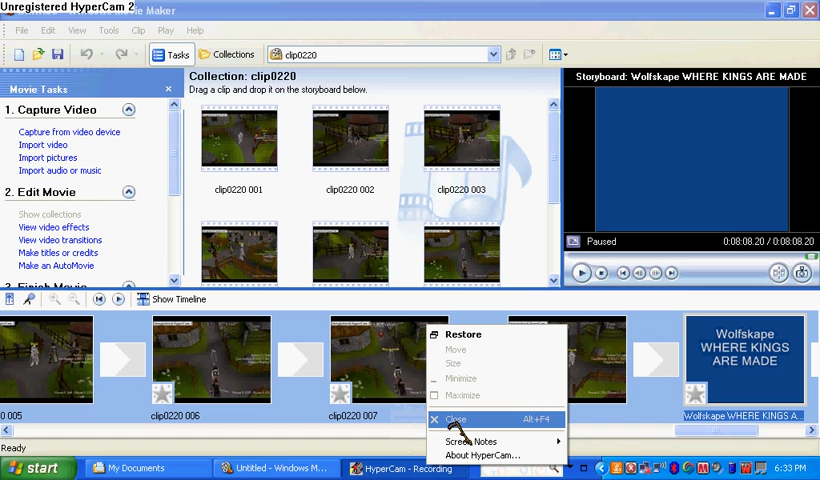 Unregistered HyperCam 2
Movie Maker
File Edit View Tools Clip Play Help
Tasks Collections clip0220
Movie Tasks
1. Capture Video
Capture from video device
Import video
Import pictures
Import audio or music
2. Edit Movie
Show collections
View video effects
View video transitions
Make titles or credits
Make an AutoMovie
3. Finish Movie
Collection: clip0220
Drag a clip and drop it on the storyboard below.
clip0220 001
clip0220 002
clip0220 003
Storyboard: Wolfskape WHERE KINGS ARE MADE
Paused
0:08:08.20 / 0:08:08.20
Show Timeline
0 005
clip0220 006
clip0220 007
Wolfskape
WHERE KINGS
ARE MADE
Wolfskape WHERE KINGS A...
Restore
Move
Size
Minimize
Maximize
Close Alt+F4
Screen Notes
About HyperCam...
Ready
start
My Documents
Untitled - Windows M...
HyperCam - Recording
6:33 PM